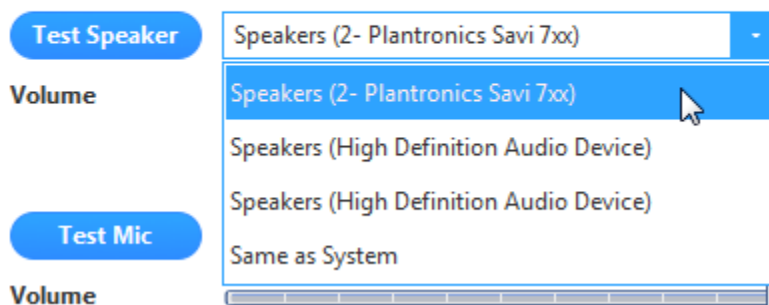 Test Speaker
Speakers (2- Plantronics Savi 7xx)
Volume
Speakers (2- Plantronics Savi 7xx)
Speakers (High Definition Audio Device)
Speakers (High Definition Audio Device)
Test Mic
Same as System
Volume